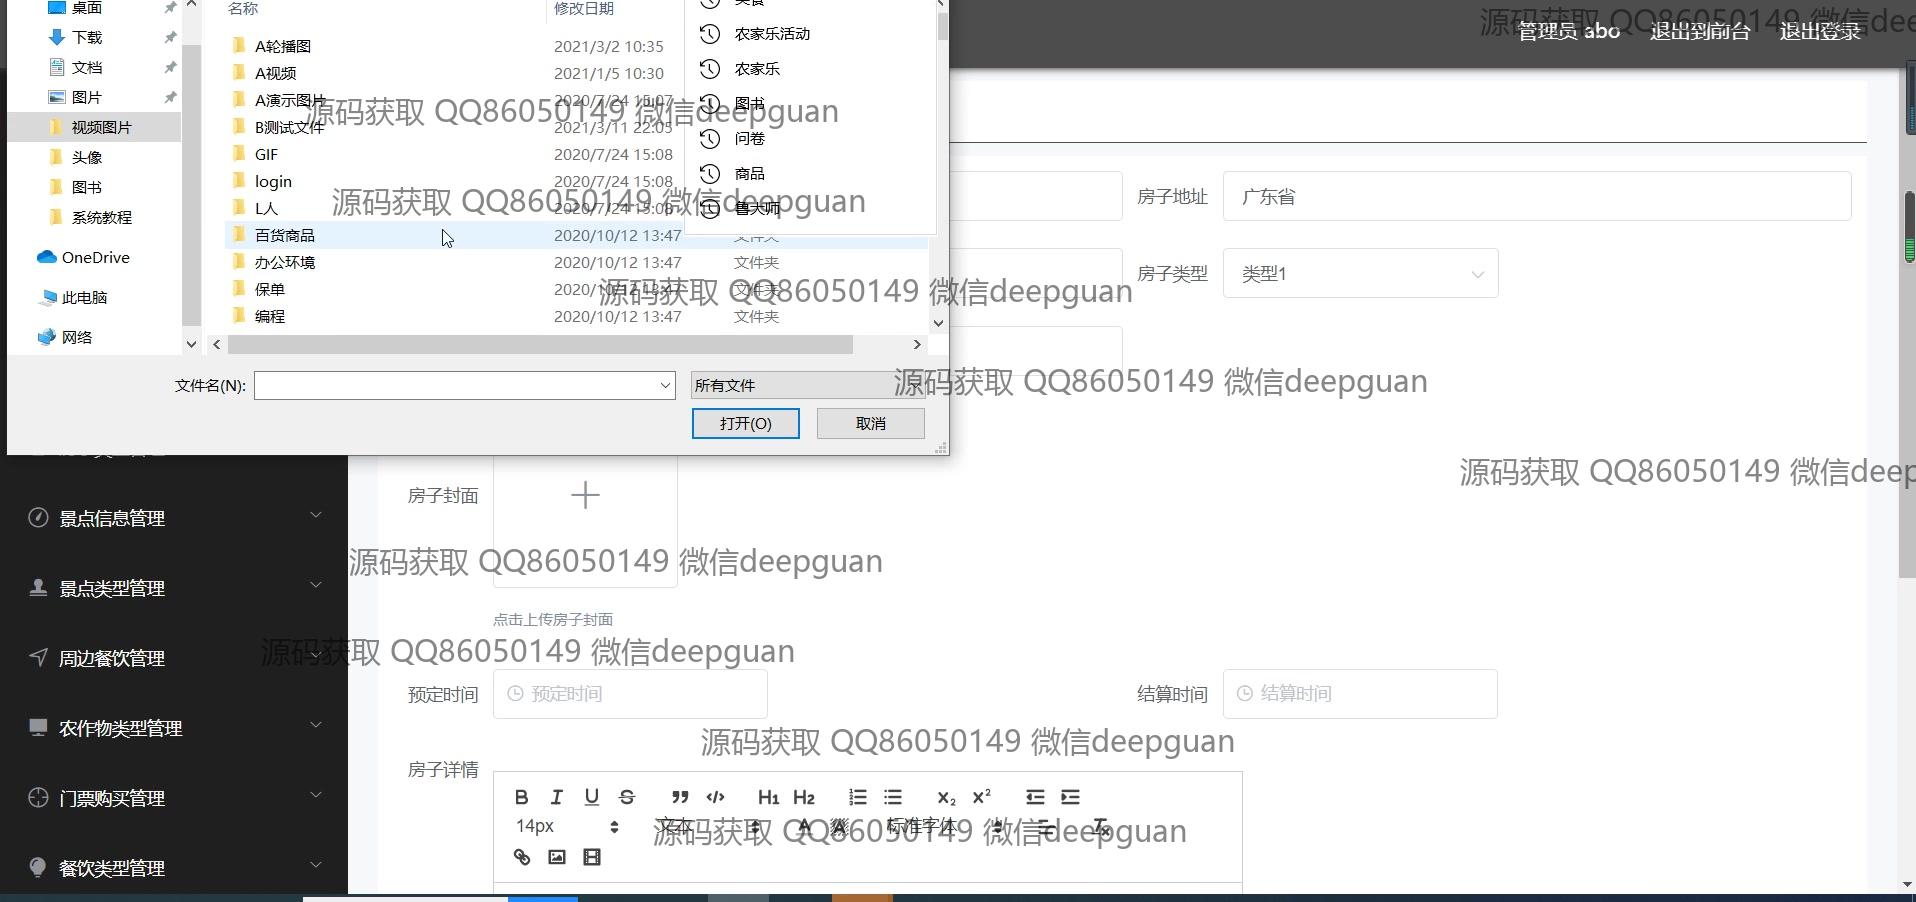 桌面
下载
文档
图片
视频图片
头像
图书
系统教程
OneDrive
此电脑
网络
名称 修改日期
A轮播图 2021/3/2 10:35
A视频 2021/1/5 10:30
A演示图片 2020/7/24 15:07
B测试文件 2021/3/11 22:05
GIF 2020/7/24 15:08
login 2020/7/24 15:08
L人 2020/7/24 15:08
百货商品 2020/10/12 13:47 文件夹
办公环境 2020/10/12 13:47 文件夹
保单 2020/10/12 13:47 文件夹
编程 2020/10/12 13:47 文件夹
美食
农家乐活动
农家乐
图书
问卷
商品
鲁大师
文件名(N): 所有文件
打开(O) 取消
管理员 abo 退出到前台 退出登录
房子地址 广东省
房子类型 类型1
房子封面
点击上传房子封面
预定时间 预定时间
结算时间 结算时间
房子详情
B I U S H1 H2 X2 X2
14px 文本 标准字体
景点信息管理
景点类型管理
周边餐饮管理
农作物类型管理
门票购买管理
餐饮类型管理
源码获取 QQ86050149 微信deep
源码获取 QQ86050149 微信deepguan
源码获取 QQ86050149 微信deepguan
源码获取 QQ86050149 微信deepguan
源码获取 QQ86050149 微信deepguan
源码获取 QQ86050149 微信deep
源码获取 QQ86050149 微信deepguan
源码获取 QQ86050149 微信deepguan
源码获取 QQ86050149 微信deepguan
源码获取 QQ86050149 微信deepguan